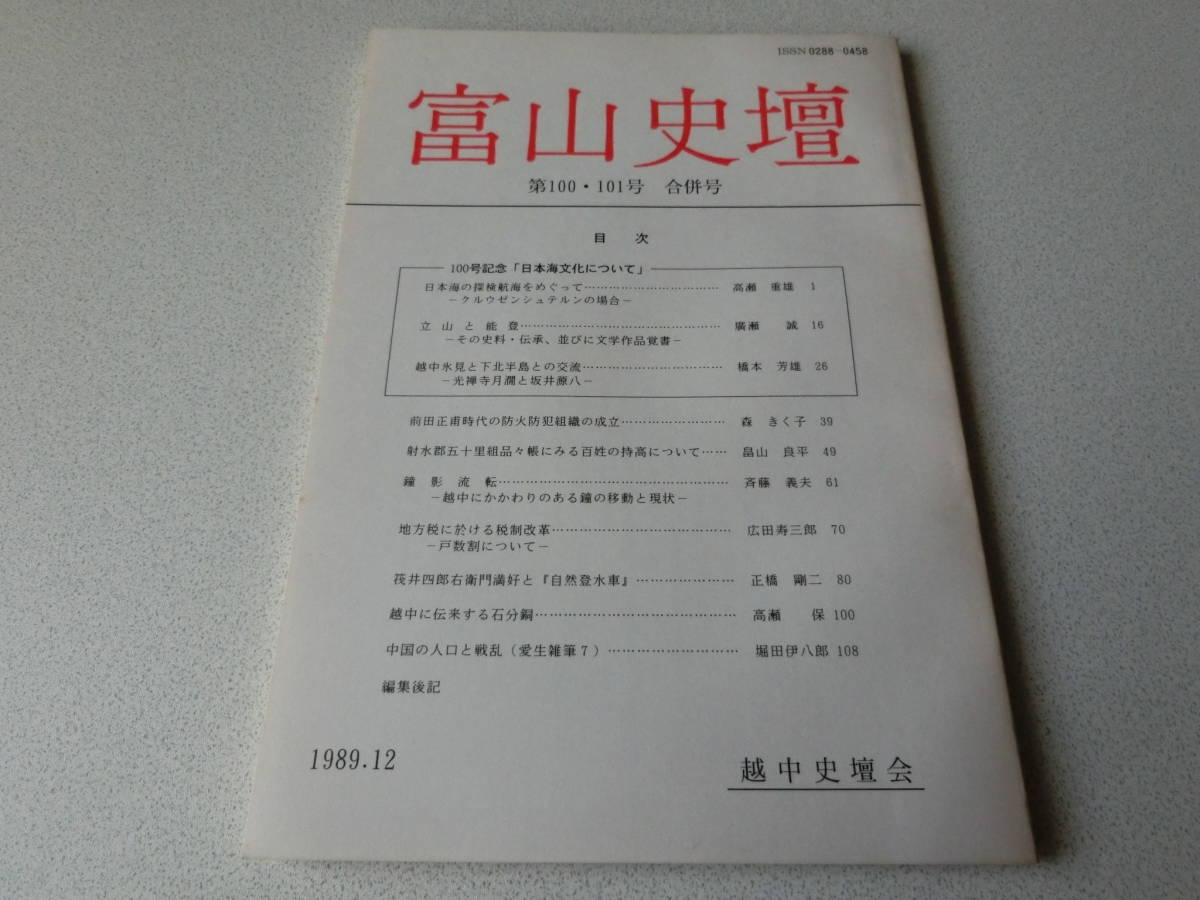 ISSN 0288-0458
富山史壇
第100・101号 合併号
目次
100号記念「日本海文化について」
日本海の探検航海をめぐって……………………………高瀬 重雄 1
－クルウゼンシュテルンの場合－
立山と能登……………………………………………廣瀬 誠 16
－その史料・伝承、並びに文学作品覚書－
越中氷見と下北半島との交流……………………………橋本 芳雄 26
－光禅寺月澗と坂井源八－
前田正甫時代の防火防犯組織の成立……………………森 きく子 39
射水郡五十里組品々帳にみる百姓の持高について……畠山 良平 49
鐘影流転…………………………………………………斉藤 義夫 61
－越中にかかわりのある鐘の移動と現状－
地方税に於ける税制改革……………………………………広田寿三郎 70
－戸数割について－
筏井四郎右衛門満好と『自然登水車』…………………正橋 剛二 80
越中に伝来する石分銅…………………………………………高瀬 保 100
中国の人口と戦乱（愛生雑筆7）………………………堀田伊八郎 108
編集後記
1989.12
越中史壇会